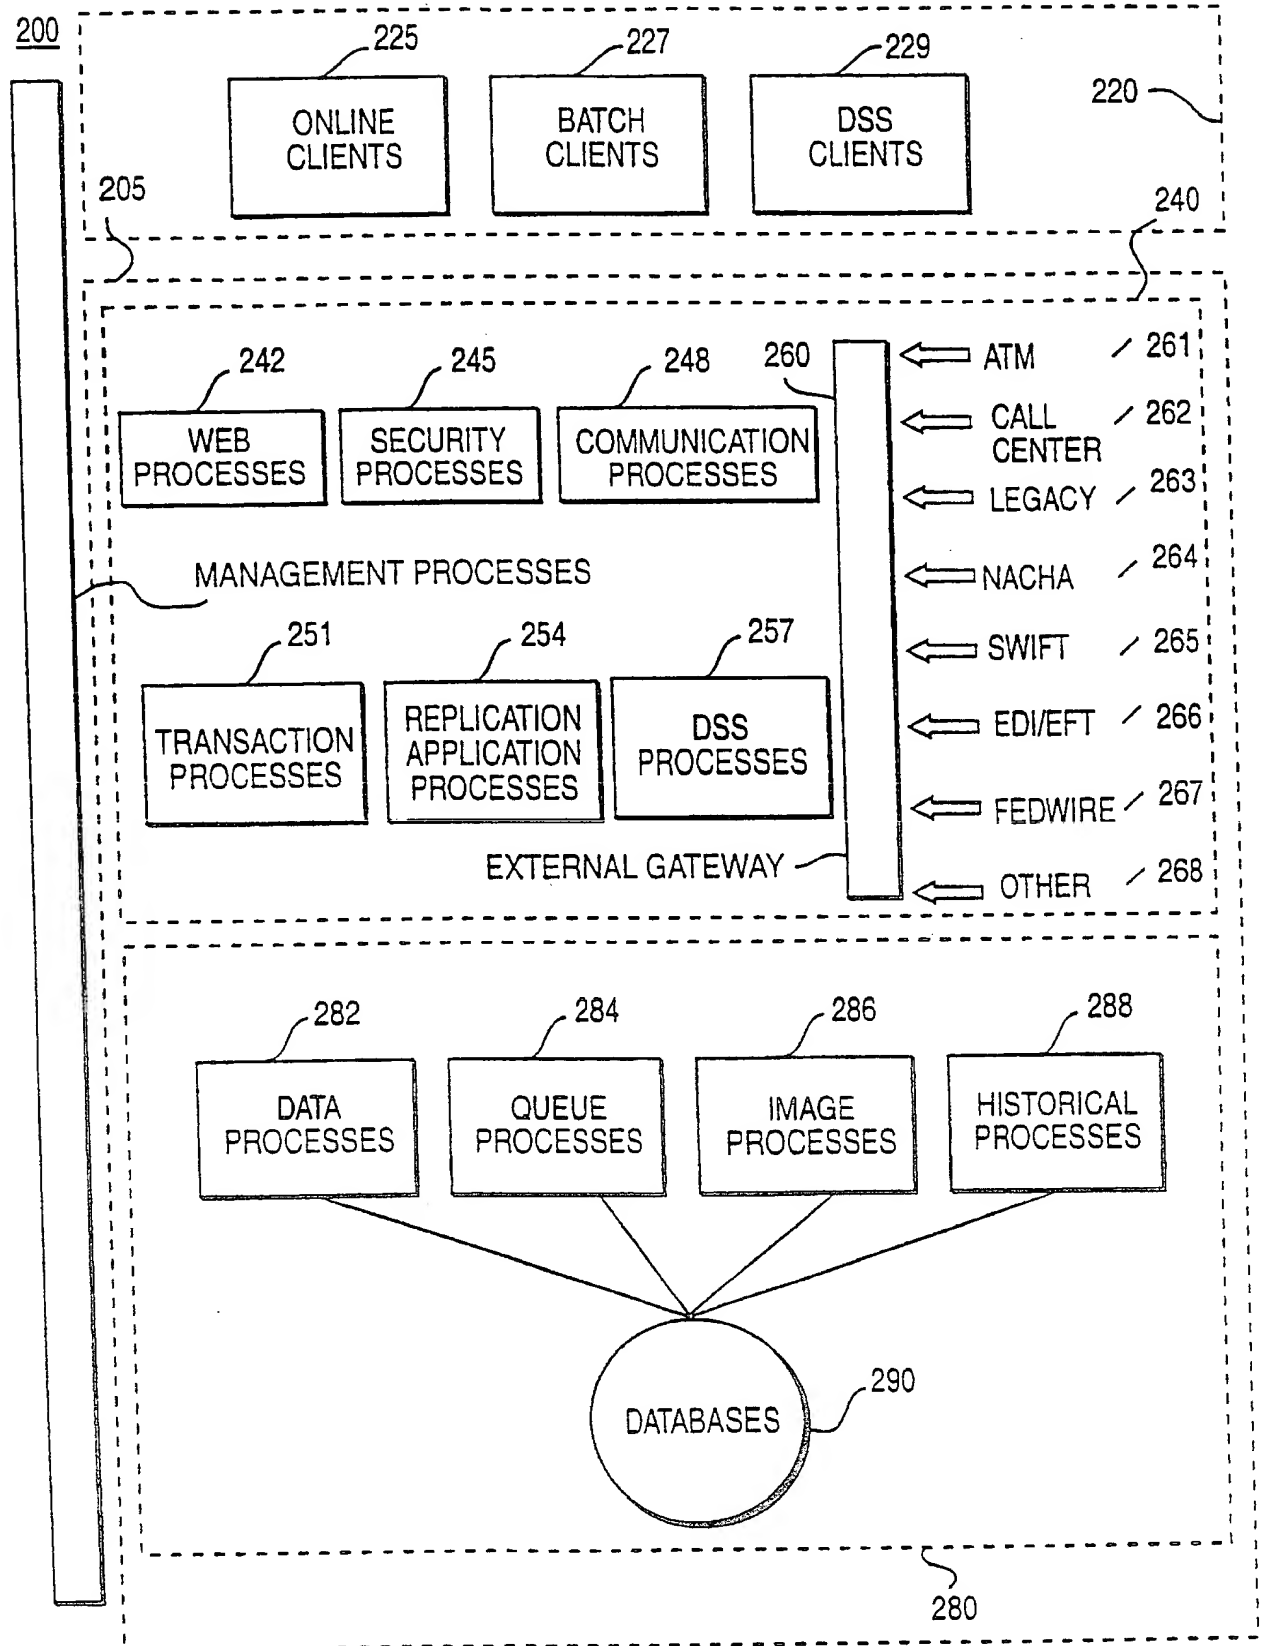 200
225
227
229
220
ONLINE
CLIENTS
BATCH
CLIENTS
DSS
CLIENTS
205
240
242
245
248
260
WEB
PROCESSES
SECURITY
PROCESSES
COMMUNICATION
PROCESSES
ATM 261
CALL
CENTER 262
LEGACY 263
NACHA 264
SWIFT 265
EDI/EFT 266
FEDWIRE 267
OTHER 268
MANAGEMENT PROCESSES
251
254
257
TRANSACTION
PROCESSES
REPLICATION
APPLICATION
PROCESSES
DSS
PROCESSES
EXTERNAL GATEWAY
282
284
286
288
DATA
PROCESSES
QUEUE
PROCESSES
IMAGE
PROCESSES
HISTORICAL
PROCESSES
290
DATABASES
280